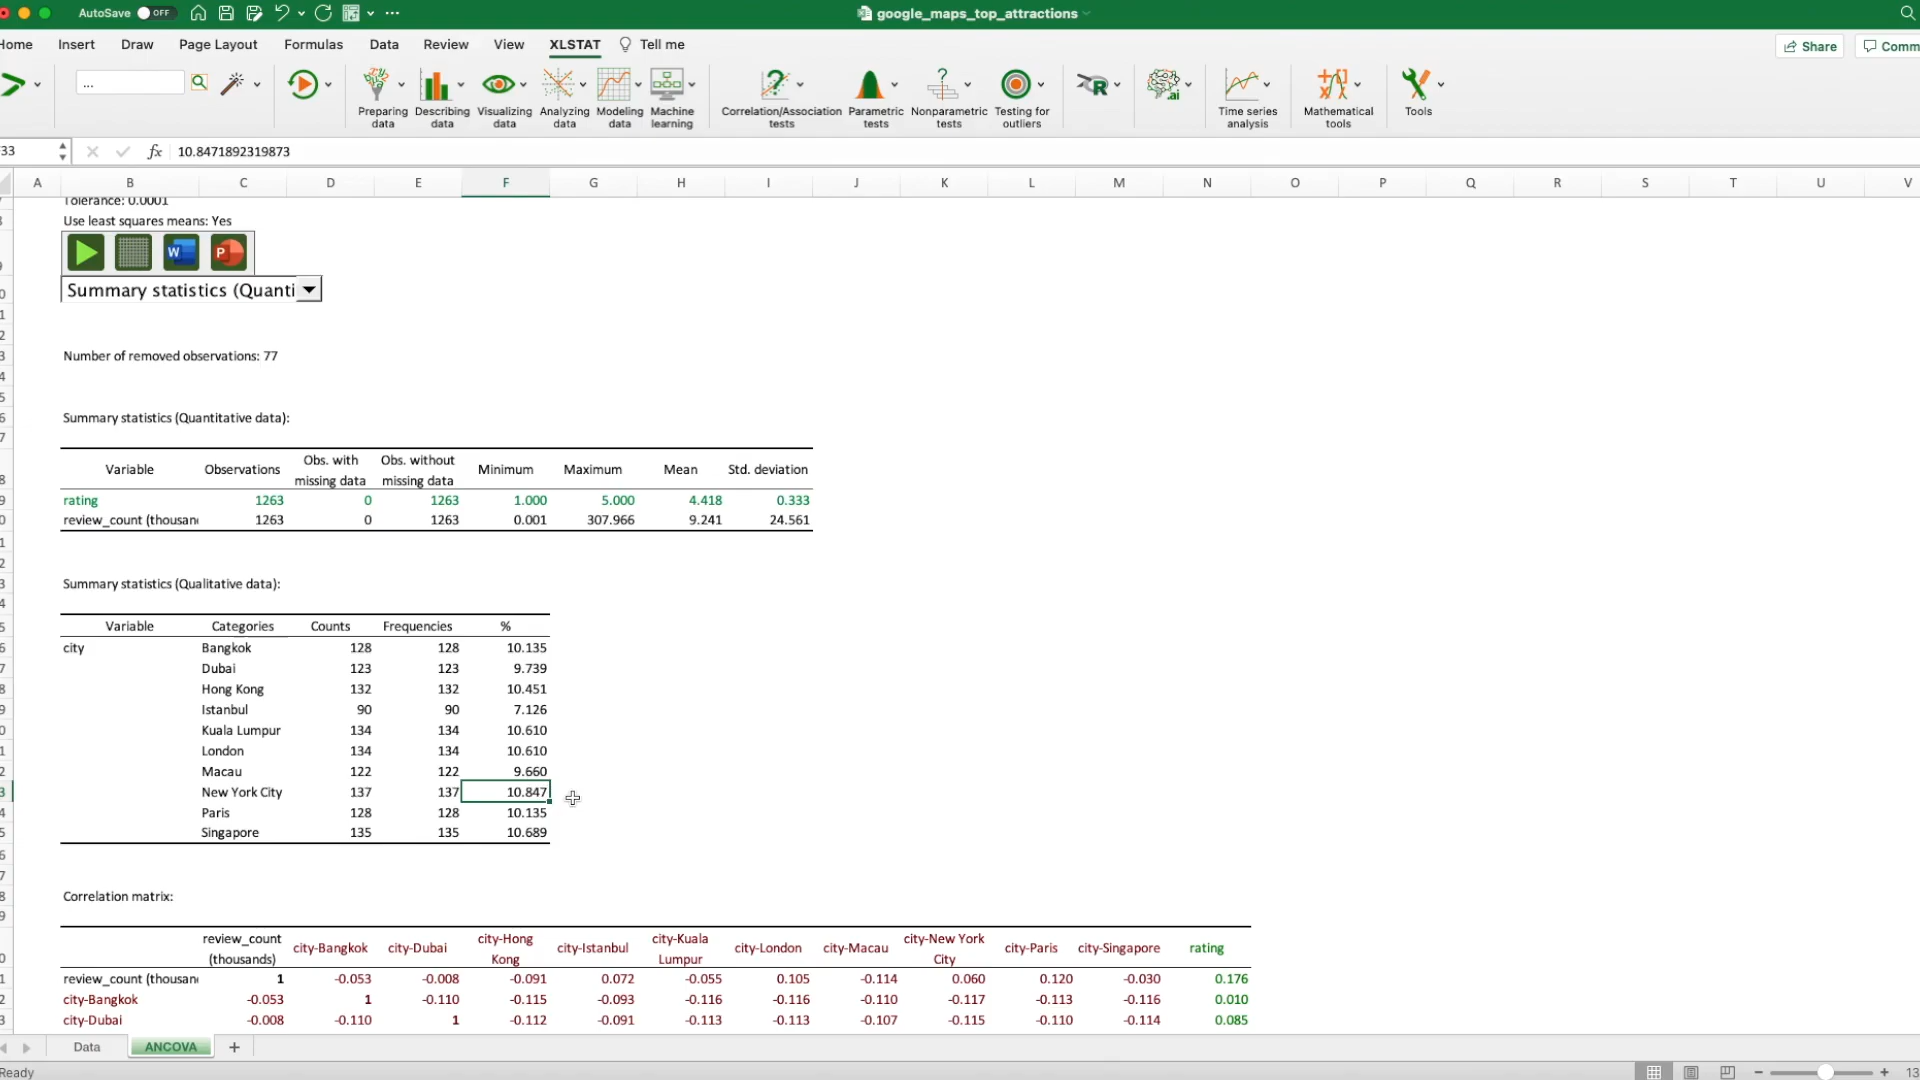 AutoSave OFF google_maps_top_attractions
Home Insert Draw Page Layout Formulas Data Review View XLSTAT Tell me Share Comm
...
Preparing data Describing data Visualizing data Analyzing data Modeling data Machine learning Correlation/Association tests Parametric tests Nonparametric tests Testing for outliers R .ai Time series analysis Mathematical tools Tools
33 fx 10.8471892319873
A B C D E F G H I J K L M N O P Q R S T U V
Tolerance: 0.0001
Use least squares means: Yes
W P
Summary statistics (Quanti
Number of removed observations: 77
Summary statistics (Quantitative data):
Variable Observations Obs. with missing data Obs. without missing data Minimum Maximum Mean Std. deviation
rating 1263 0 1263 1.000 5.000 4.418 0.333
review_count (thousan 1263 0 1263 0.001 307.966 9.241 24.561
Summary statistics (Qualitative data):
Variable Categories Counts Frequencies %
city Bangkok 128 128 10.135
Dubai 123 123 9.739
Hong Kong 132 132 10.451
Istanbul 90 90 7.126
Kuala Lumpur 134 134 10.610
London 134 134 10.610
Macau 122 122 9.660
New York City 137 137 10.847
Paris 128 128 10.135
Singapore 135 135 10.689
Correlation matrix:
review_count (thousands) city-Bangkok city-Dubai city-Hong Kong city-Istanbul city-Kuala Lumpur city-London city-Macau city-New York City city-Paris city-Singapore rating
review_count (thousan 1 -0.053 -0.008 -0.091 0.072 -0.055 0.105 -0.114 0.060 0.120 -0.030 0.176
city-Bangkok -0.053 1 -0.110 -0.115 -0.093 -0.116 -0.116 -0.110 -0.117 -0.113 -0.116 0.010
city-Dubai -0.008 -0.110 1 -0.112 -0.091 -0.113 -0.113 -0.107 -0.115 -0.110 -0.114 0.085
Data ANCOVA
Ready 13